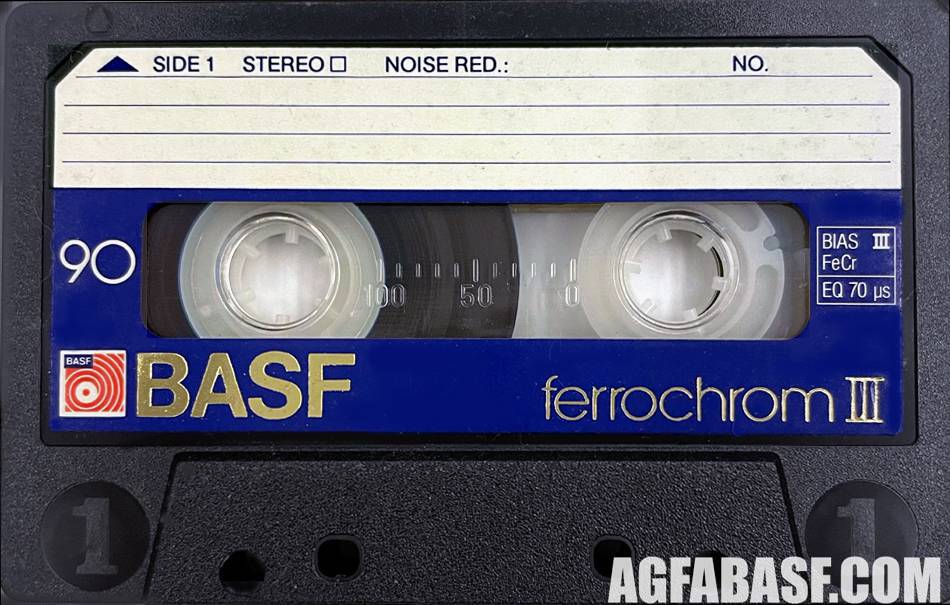 SIDE 1 STEREO NOISE RED.: NO.
90
BIAS III
FeCr
EQ 70 µs
100 50 0
BASF
BASF
ferrochrom III
1 1
AGFABASF.COM